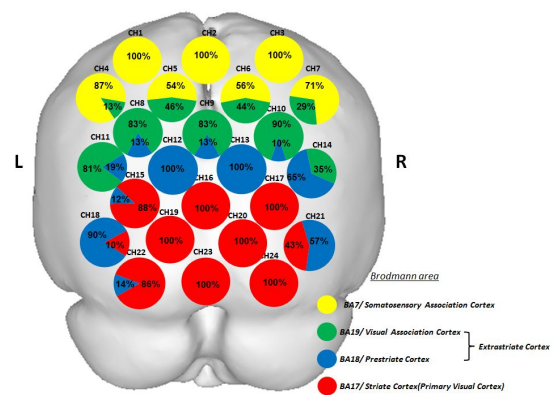 CH1 CH2 CH3
100% 100% 100%
CH4 CH5 CH6 CH7
87% 54% 56% 71%
13% 46% 44% 29%
CH8 CH9 CH10
83% 83% 90%
13% 13% 10%
CH11 CH12 CH13 CH14
81% 19% 100% 100% 66% 35%
CH15 CH16 CH17
12% 88% 100% 100%
L R
CH18 CH19 CH20 CH21
90% 10% 100% 100% 43% 57%
CH22 CH23 CH24
14% 86% 100% 100%
Brodmann area
BA7/ Somatosensory Association Cortex
BA19/ Visual Association Cortex
Extrastriate Cortex
BA18/ Prestriate Cortex
BA17/ Striate Cortex(Primary Visual Cortex)